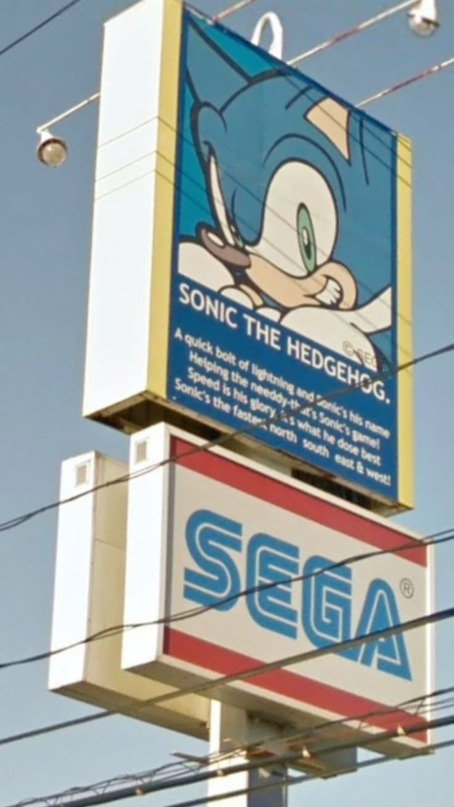 © SEGA
SONIC THE HEDGEHOG.
A quick bolt of lightning and Sonic's his name
Helping the needdy-that's Sonic's game!
Speed is his glory, it's what he dose best
Sonic's the fastest north south east & west!
SEGA®